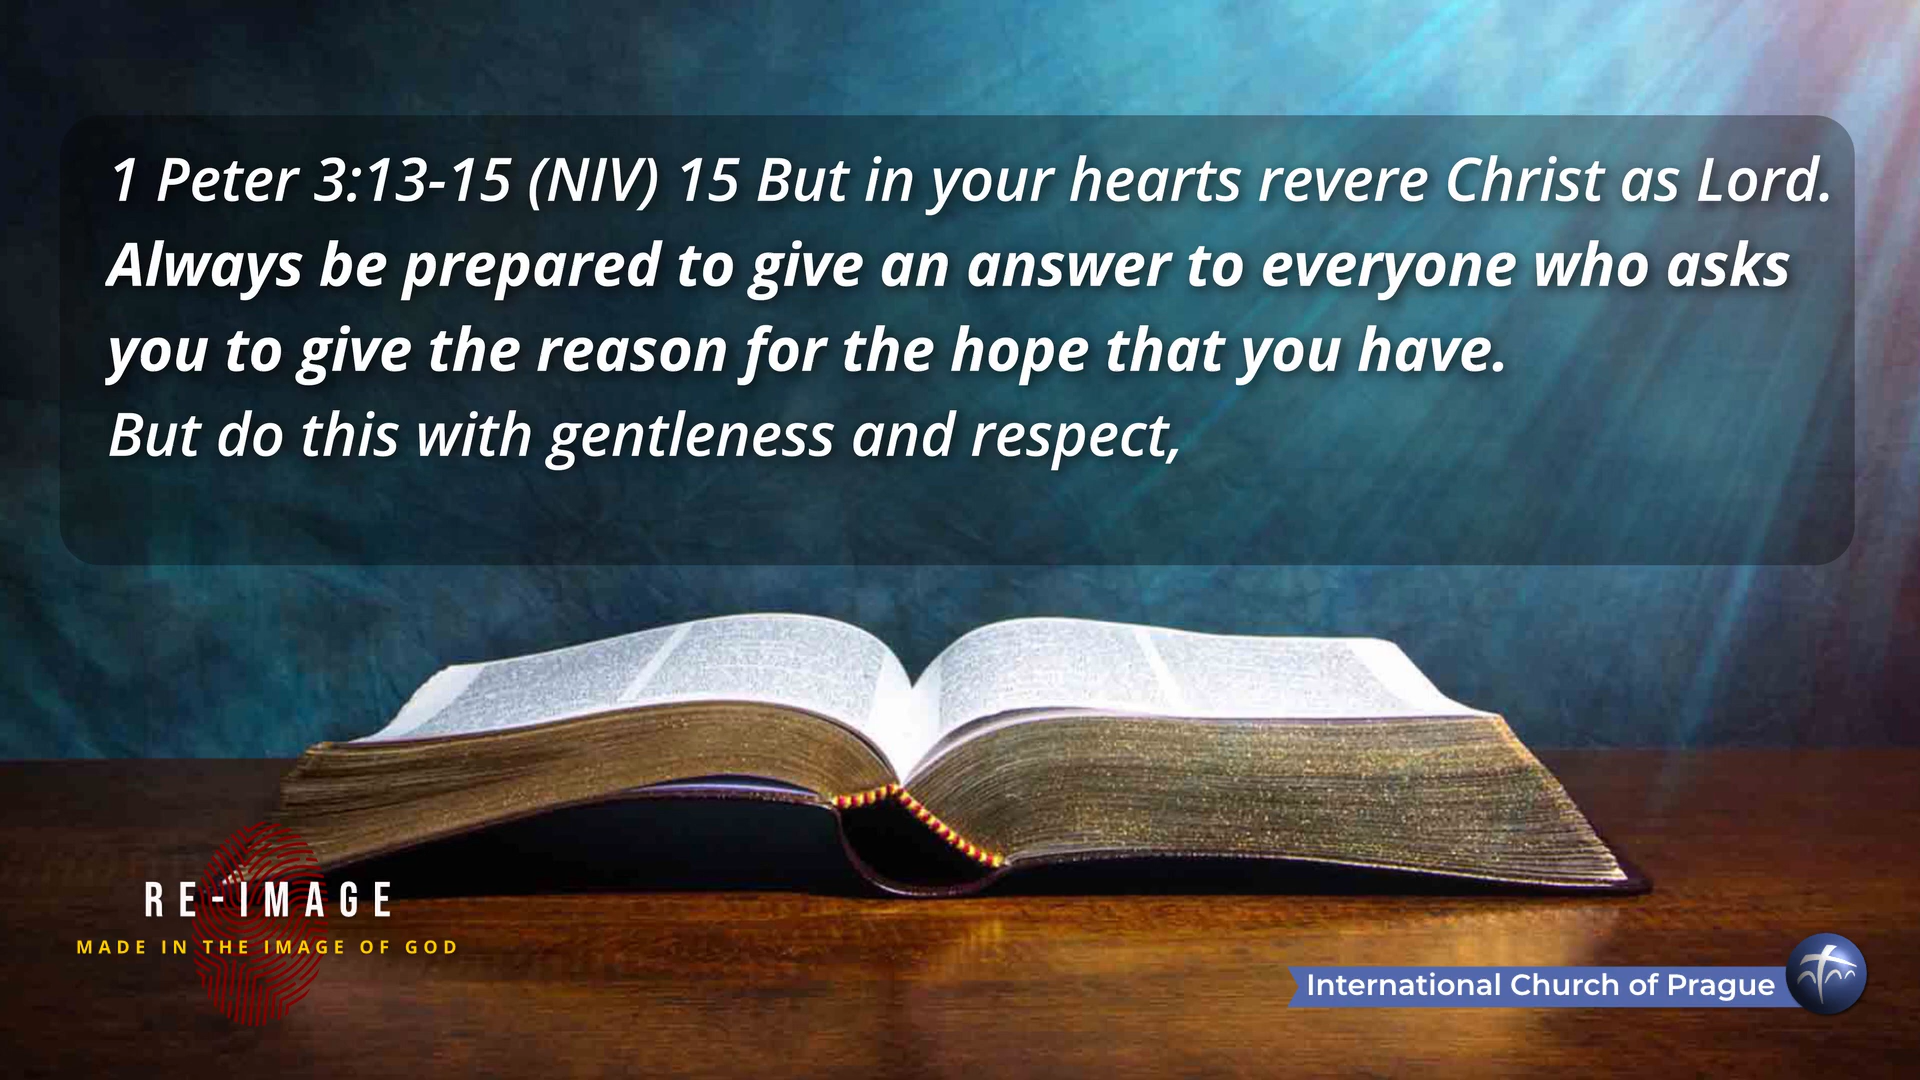 1 Peter 3:13-15 (NIV) 15 But in your hearts revere Christ as Lord.
Always be prepared to give an answer to everyone who asks
you to give the reason for the hope that you have.
But do this with gentleness and respect,
RE-IMAGE
MADE IN THE IMAGE OF GOD
International Church of Prague